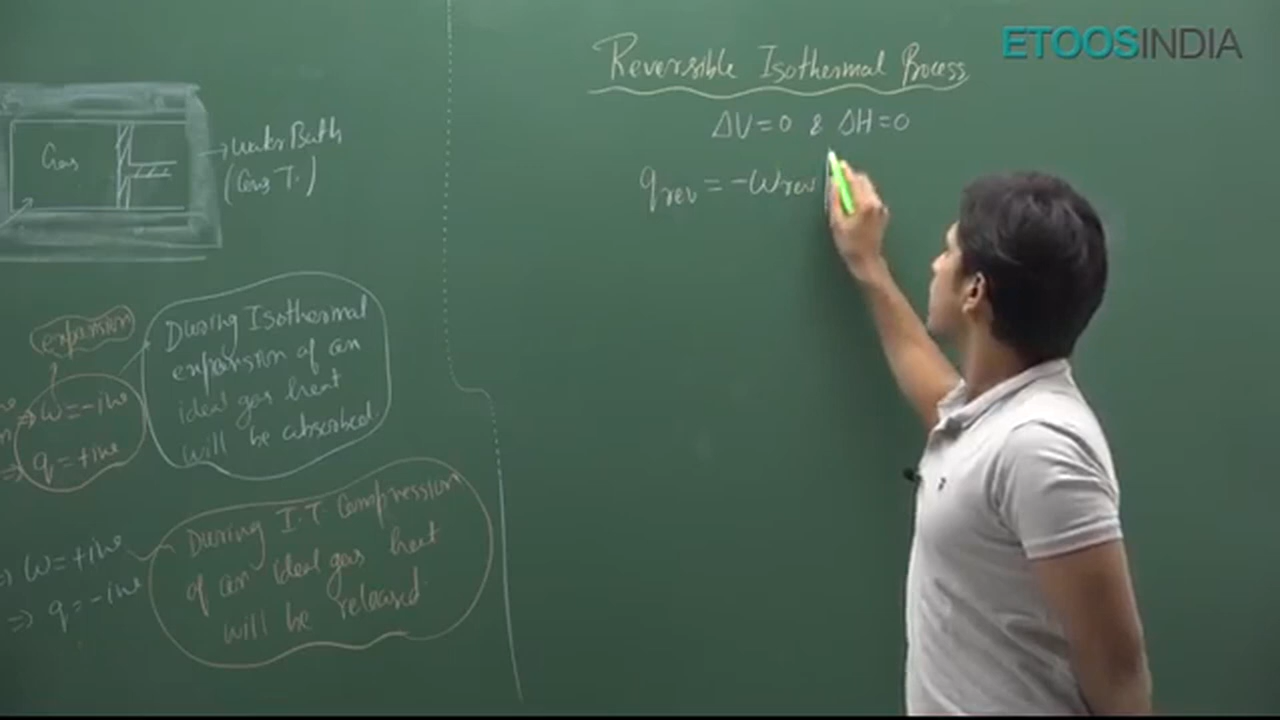 ETOOSINDIA
Gas
→ Water Bath
(Cons T.)
expansion
⇒ w = -ive
⇒ q = +ive
During Isothermal
expansion of an
ideal gas heat
will be absorbed.
⇒ w = +ive
⇒ q = -ive
During I.T. Compression
of an ideal gas heat
will be released.
Reversible Isothermal Process
ΔU = 0 & ΔH = 0
q rev = -w rev